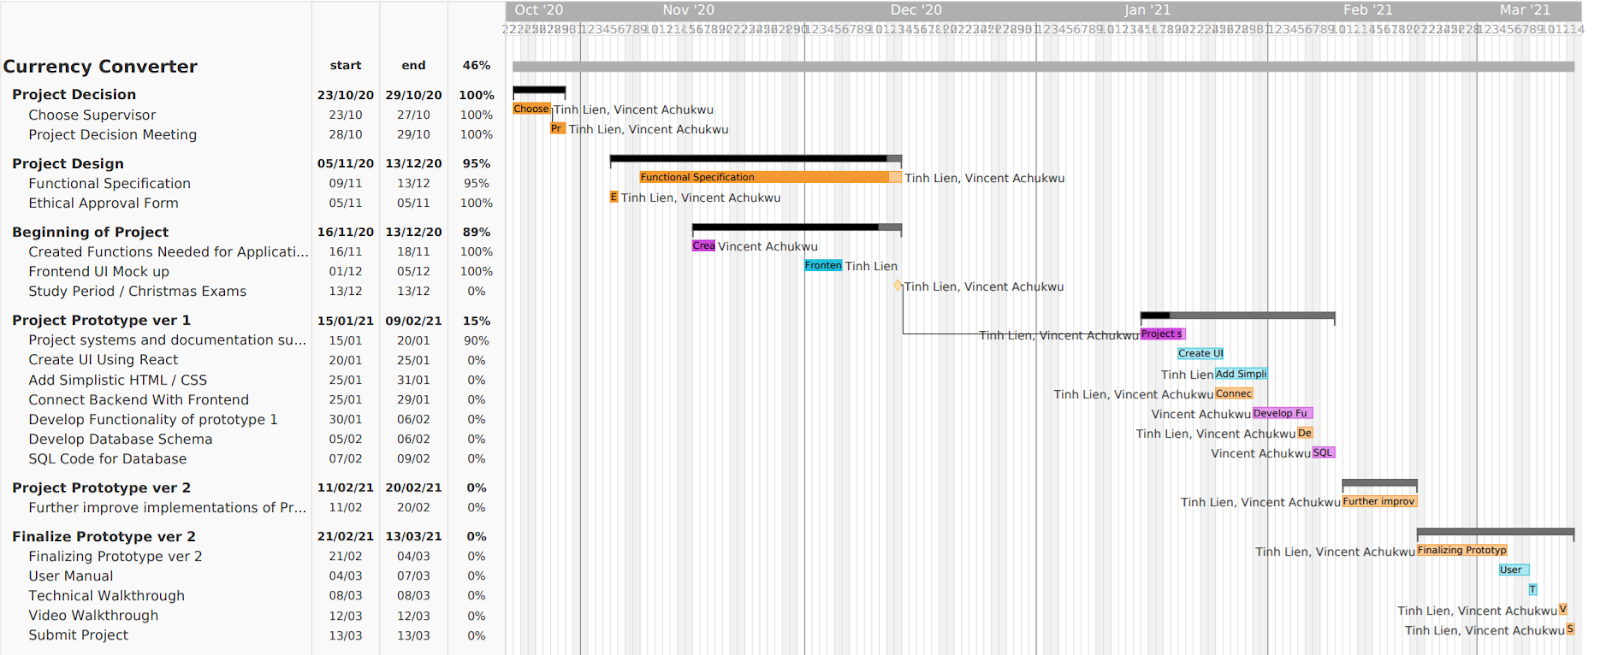 Oct '20 Nov '20 Dec '20 Jan '21 Feb '21 Mar '21
Currency Converter start end 46%
Project Decision 23/10/20 29/10/20 100%
Choose Supervisor 23/10 27/10 100% Choose Tinh Lien, Vincent Achukwu
Project Decision Meeting 28/10 29/10 100% Pr Tinh Lien, Vincent Achukwu
Project Design 05/11/20 13/12/20 95%
Functional Specification 09/11 13/12 95% Functional Specification Tinh Lien, Vincent Achukwu
Ethical Approval Form 05/11 05/11 100% E Tinh Lien, Vincent Achukwu
Beginning of Project 16/11/20 13/12/20 89%
Created Functions Needed for Applicati... 16/11 18/11 100% Crea Vincent Achukwu
Frontend UI Mock up 01/12 05/12 100% Fronten Tinh Lien
Study Period / Christmas Exams 13/12 13/12 0% Tinh Lien, Vincent Achukwu
Project Prototype ver 1 15/01/21 09/02/21 15%
Project systems and documentation su... 15/01 20/01 90% Tinh Lien, Vincent Achukwu Project s
Create UI Using React 20/01 25/01 0% Create UI
Add Simplistic HTML / CSS 25/01 31/01 0% Tinh Lien Add Simpli
Connect Backend With Frontend 25/01 29/01 0% Tinh Lien, Vincent Achukwu Connec
Develop Functionality of prototype 1 30/01 06/02 0% Vincent Achukwu Develop Fu
Develop Database Schema 05/02 06/02 0% Tinh Lien, Vincent Achukwu De
SQL Code for Database 07/02 09/02 0% Vincent Achukwu SQL
Project Prototype ver 2 11/02/21 20/02/21 0%
Further improve implementations of Pr... 11/02 20/02 0% Tinh Lien, Vincent Achukwu Further improv
Finalize Prototype ver 2 21/02/21 13/03/21 0%
Finalizing Prototype ver 2 21/02 04/03 0% Tinh Lien, Vincent Achukwu Finalizing Prototyp
User Manual 04/03 07/03 0% User
Technical Walkthrough 08/03 08/03 0% T
Video Walkthrough 12/03 12/03 0% Tinh Lien, Vincent Achukwu V
Submit Project 13/03 13/03 0% Tinh Lien, Vincent Achukwu S